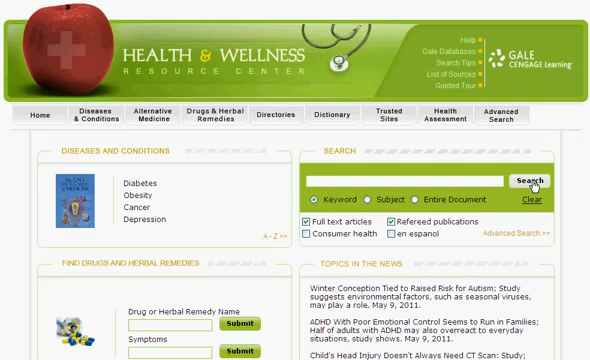 HEALTH & WELLNESS
RESOURCE CENTER
Help
Gale Databases
Search Tips
List of Sources
Guided Tour
GALE
CENGAGE Learning
Home
Diseases & Conditions
Alternative Medicine
Drugs & Herbal Remedies
Directories
Dictionary
Trusted Sites
Health Assessment
Advanced Search
DISEASES AND CONDITIONS
Diabetes
Obesity
Cancer
Depression
A - Z >>
SEARCH
Search
Keyword Subject Entire Document Clear
Full text articles Refereed publications
Consumer health en espanol
Advanced Search >>
FIND DRUGS AND HERBAL REMEDIES
Drug or Herbal Remedy Name
Submit
Symptoms
Submit
TOPICS IN THE NEWS
Winter Conception Tied to Raised Risk for Autism; Study
suggests environmental factors, such as seasonal viruses,
may play a role. May 9, 2011.
ADHD With Poor Emotional Control Seems to Run in Families;
Half of adults with ADHD may also overreact to everyday
situations, study shows. May 9, 2011.
Child's Head Injury Doesn't Always Need CT Scan: Study;